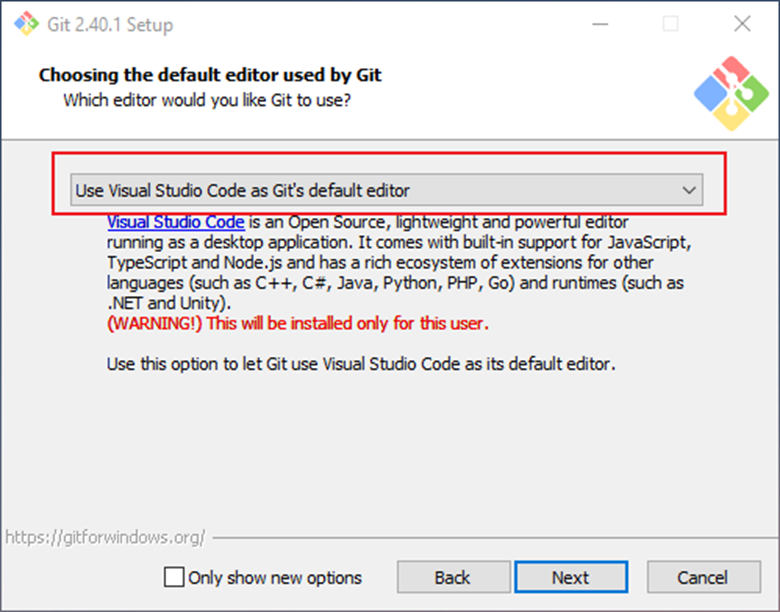 Git 2.40.1 Setup
Choosing the default editor used by Git
Which editor would you like Git to use?
Use Visual Studio Code as Git's default editor
Visual Studio Code is an Open Source, lightweight and powerful editor
running as a desktop application. It comes with built-in support for JavaScript,
TypeScript and Node.js and has a rich ecosystem of extensions for other
languages (such as C++, C#, Java, Python, PHP, Go) and runtimes (such as
.NET and Unity).
(WARNING!) This will be installed only for this user.
Use this option to let Git use Visual Studio Code as its default editor.
https://gitforwindows.org/
Only show new options
Back
Next
Cancel